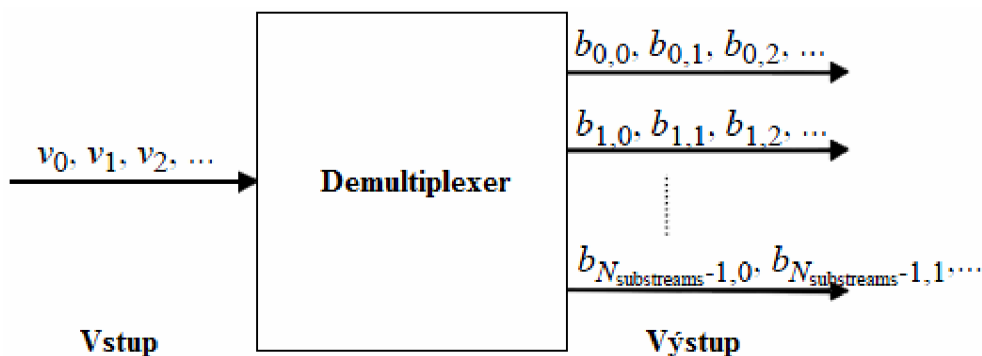 b0,0, b0,1, b0,2, ...
b1,0, b1,1, b1,2, ...
v0, v1, v2, ...
Demultiplexer
bNsubstreams-1,0, bNsubstreams-1,1,...
Vstup
Výstup